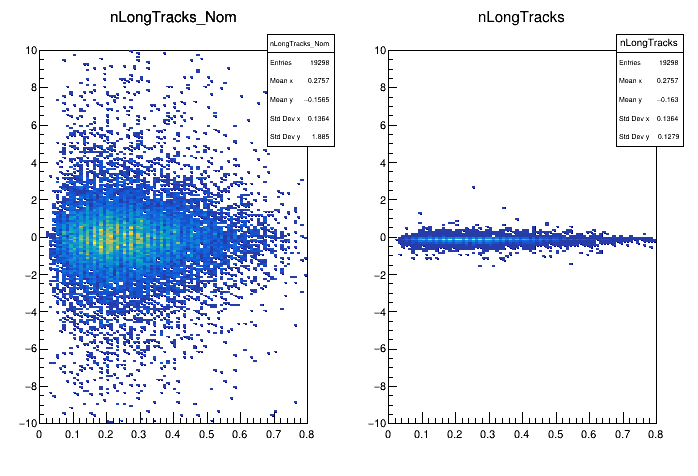 nLongTracks_Nom
nLongTracks_Nom
Entries 19298
Mean x 0.2757
Mean y −0.1565
Std Dev x 0.1364
Std Dev y 1.885
10
8
6
4
2
0
−2
−4
−6
−8
−10
0 0.1 0.2 0.3 0.4 0.5 0.6 0.7 0.8
nLongTracks
nLongTracks
Entries 19298
Mean x 0.2757
Mean y −0.163
Std Dev x 0.1364
Std Dev y 0.1279
10
8
6
4
2
0
−2
−4
−6
−8
−10
0 0.1 0.2 0.3 0.4 0.5 0.6 0.7 0.8